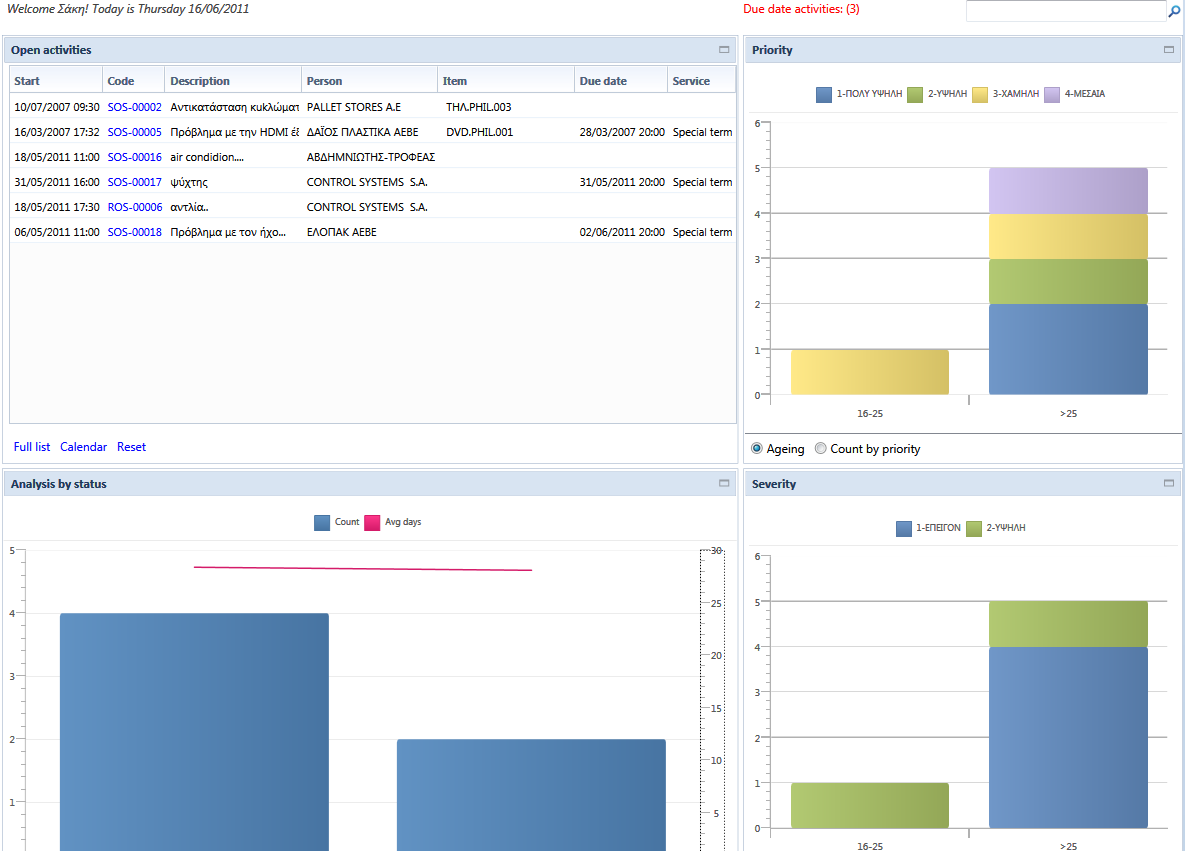 Welcome Σάκη! Today is Thursday 16/06/2011
Due date activities: (3)
Open activities
Start Code Description Person Item Due date Service
10/07/2007 09:30 SOS-00002 Αντικατάσταση κυκλώματ PALLET STORES A.E ΤΗΛ.PHIL.003
16/03/2007 17:32 SOS-00005 Πρόβλημα με την HDMI έξ ΔΑΪΟΣ ΠΛΑΣΤΙΚΑ ΑΕΒΕ DVD.PHIL.001 28/03/2007 20:00 Special term
18/05/2011 11:00 SOS-00016 air condidion.... ΑΒΔΗΜΝΙΩΤΗΣ-ΤΡΟΦΕΑΣ
31/05/2011 16:00 SOS-00017 ψύχτης CONTROL SYSTEMS S.A. 31/05/2011 20:00 Special term
18/05/2011 17:30 ROS-00006 αντλία.. CONTROL SYSTEMS S.A.
06/05/2011 11:00 SOS-00018 Πρόβλημα με τον ήχο... ΕΛΟΠΑΚ ΑΕΒΕ 02/06/2011 20:00 Special term
Full list Calendar Reset
Priority
1-ΠΟΛΥ ΥΨΗΛΗ 2-ΥΨΗΛΗ 3-ΧΑΜΗΛΗ 4-ΜΕΣΑΙΑ
6
5
4
3
2
1
0
16-25 >25
Ageing Count by priority
Analysis by status
Count Avg days
5 30
4 25
3 20
2 15
1 10
5
Severity
1-ΕΠΕΙΓΟΝ 2-ΥΨΗΛΗ
6
5
4
3
2
1
0
16-25 >25